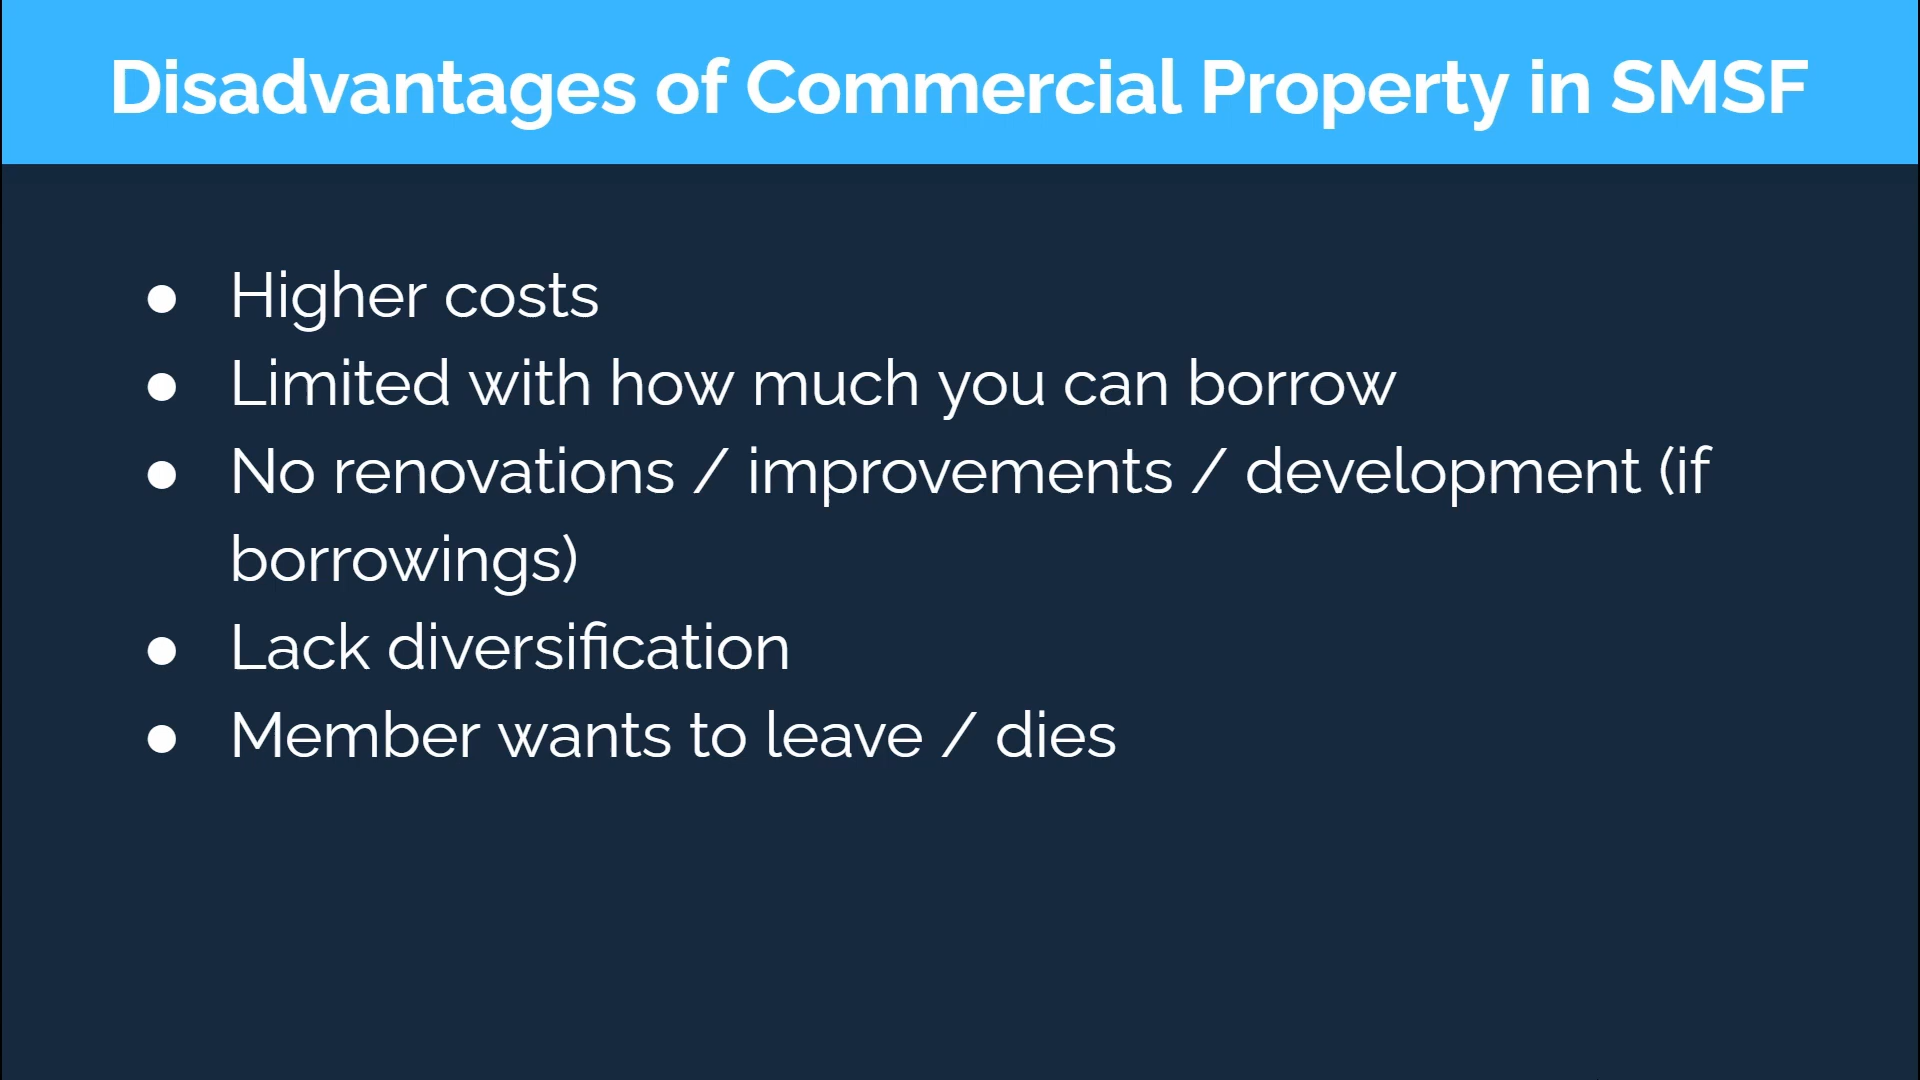 Disadvantages of Commercial Property in SMSF
● Higher costs
● Limited with how much you can borrow
● No renovations / improvements / development (if
borrowings)
● Lack diversification
● Member wants to leave / dies